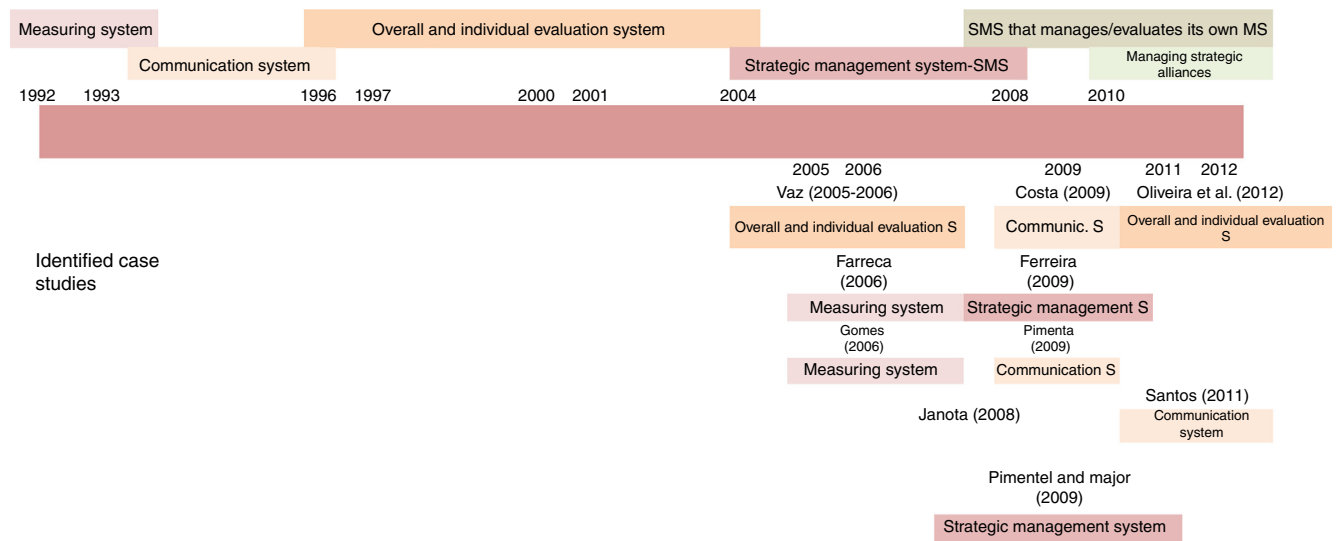 Measuring system
Overall and individual evaluation system
SMS that manages/evaluates its own MS
Communication system
Strategic management system-SMS
Managing strategic
alliances
1992 1993 1996 1997 2000 2001 2004 2008 2010
2005 2006 2009 2011 2012
Vaz (2005-2006) Costa (2009) Oliveira et al. (2012)
Overall and individual evaluation S
Communic. S
Overall and individual evaluation
S
Identified case
studies
Farreca
(2006)
Ferreira
(2009)
Measuring system
Strategic management S
Gomes
(2006)
Pimenta
(2009)
Measuring system
Communication S
Santos (2011)
Janota (2008)
Communication
system
Pimentel and major
(2009)
Strategic management system